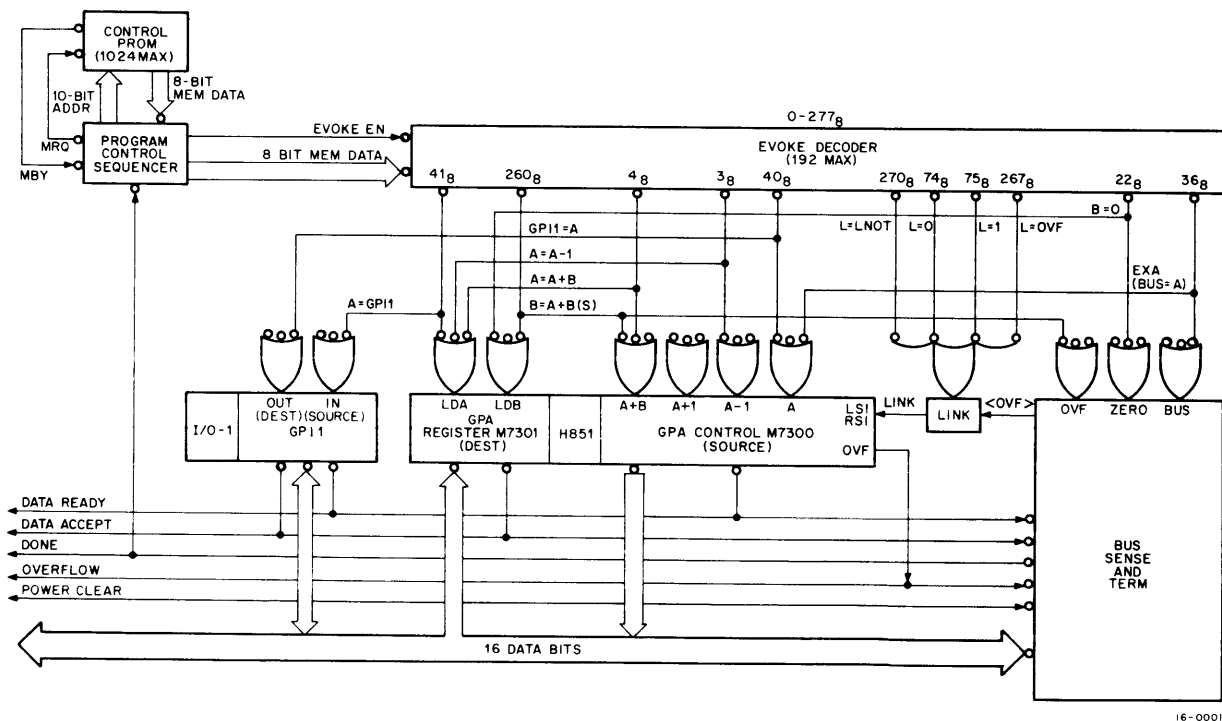 CONTROL
PROM
(1024 MAX)
10-BIT
ADDR
8-BIT
MEM DATA
MRQ
MBY
PROGRAM
CONTROL
SEQUENCER
EVOKE EN
8 BIT MEM DATA
0-277₈
EVOKE DECODER
(192 MAX)
41₈ 260₈ 4₈ 3₈ 40₈ 270₈ 74₈ 75₈ 267₈ 22₈ 36₈
B=0
GPI1=A
L=LNOT L=0 L=1 L=OVF
A=A-1
A=A+B
EXA
(BUS=A)
A=GPI1
B=A+B(S)
I/O-1
OUT IN
(DEST)(SOURCE)
GPI1
LDA LDB
GPA
REGISTER M7301
(DEST)
H851
A+B A+1 A-1 A
GPA CONTROL M7300
(SOURCE)
LSI
RSI
OVF
LINK
LINK
<OVF>
OVF ZERO BUS
BUS
SENSE
AND
TERM
DATA READY
DATA ACCEPT
DONE
OVERFLOW
POWER CLEAR
16 DATA BITS
16-0001